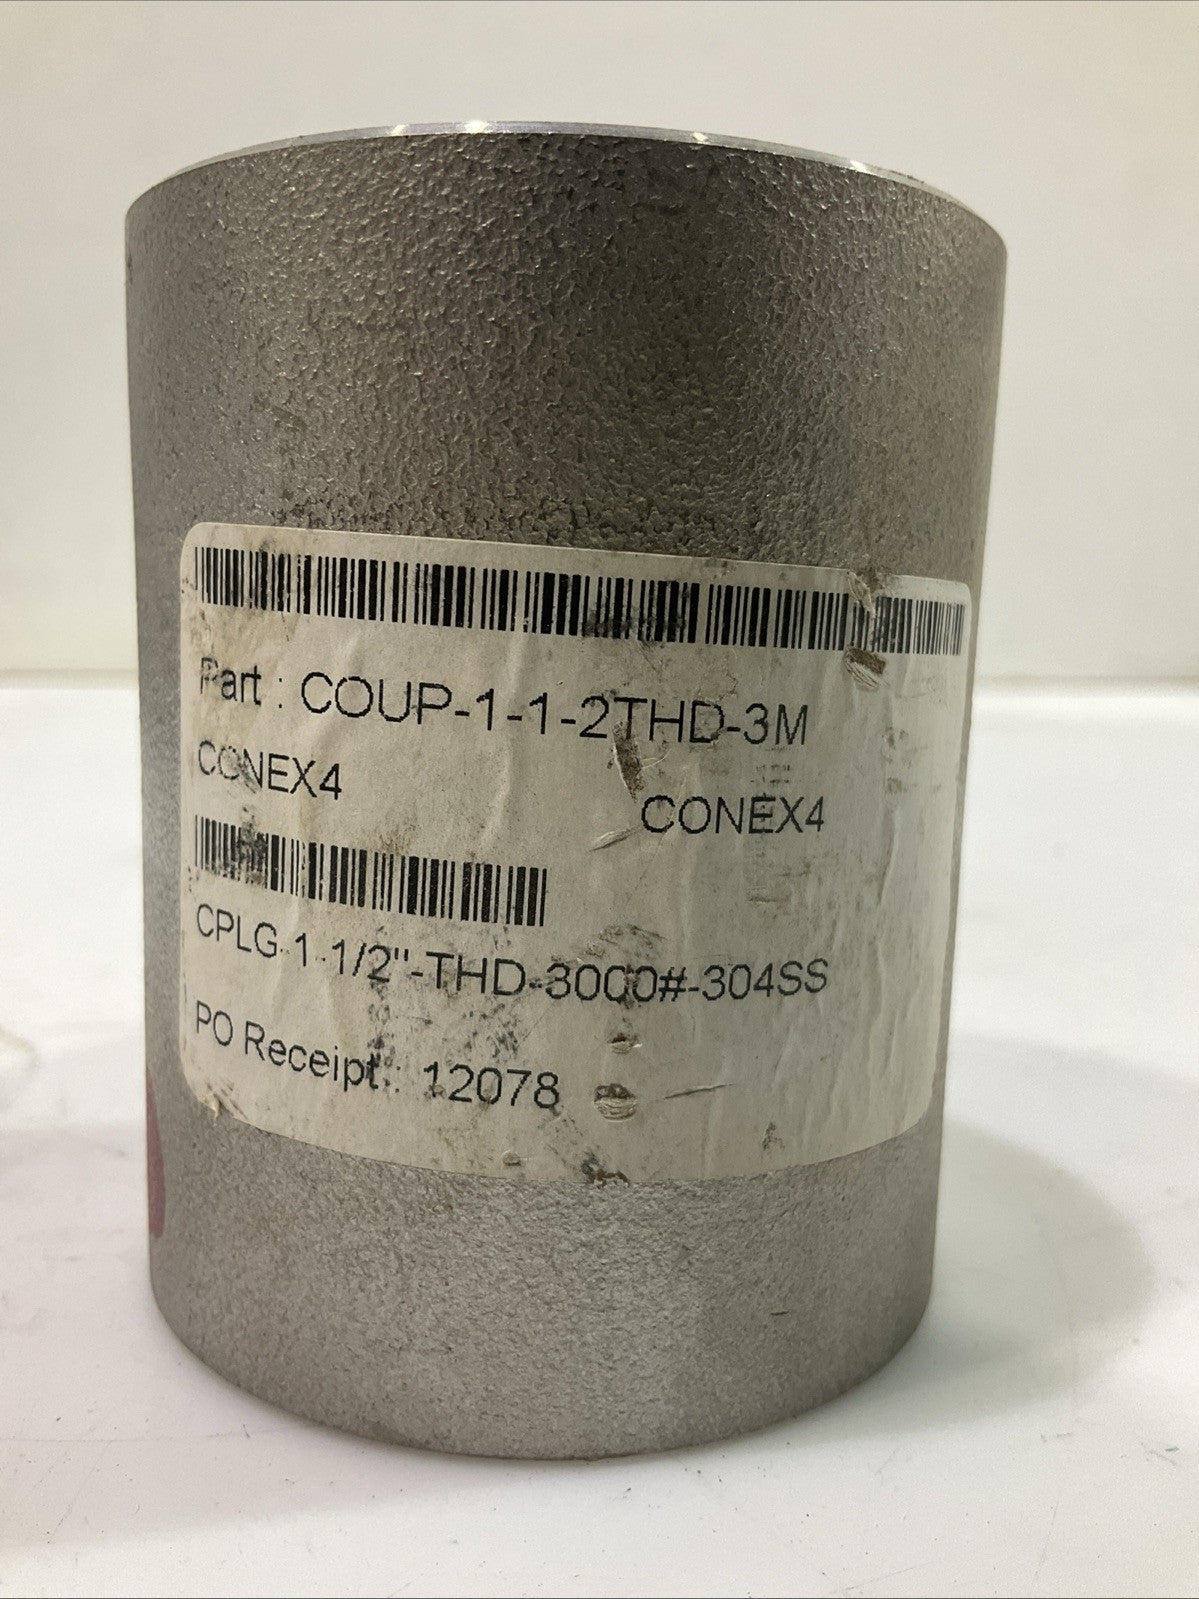 Part : COUP-1-1-2THD-3M
CONEX4 CONEX4
CPLG-1-1/2"-THD-3000#-304SS
PO Receipt : 12078